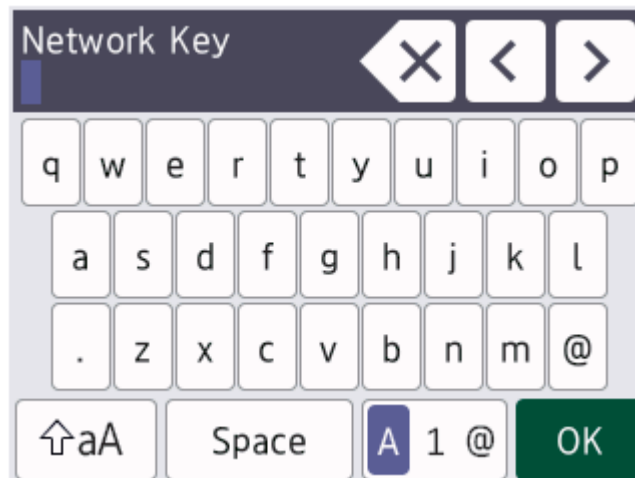 Network Key
q w e r t y u i o p
a s d f g h j k l
. z x c v b n m @
aA Space A 1 @ OK